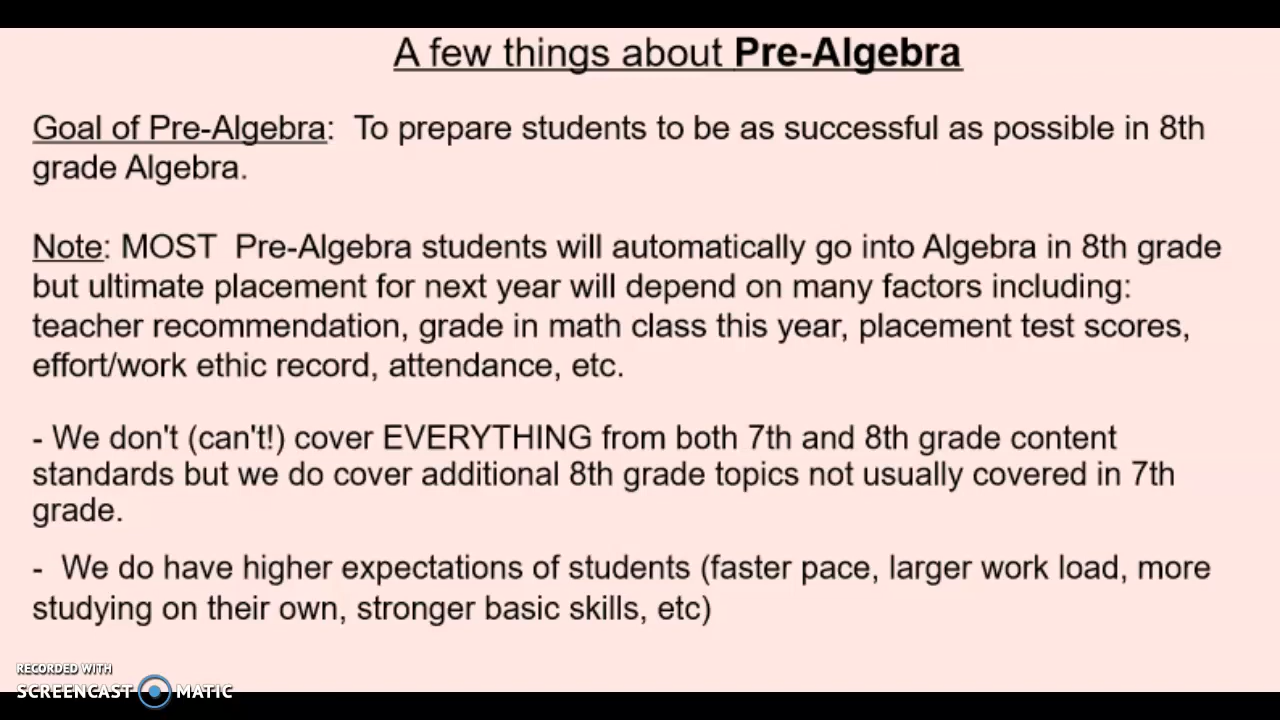 A few things about Pre-Algebra
Goal of Pre-Algebra: To prepare students to be as successful as possible in 8th
grade Algebra.
Note: MOST Pre-Algebra students will automatically go into Algebra in 8th grade
but ultimate placement for next year will depend on many factors including:
teacher recommendation, grade in math class this year, placement test scores,
effort/work ethic record, attendance, etc.
- We don't (can't!) cover EVERYTHING from both 7th and 8th grade content
standards but we do cover additional 8th grade topics not usually covered in 7th
grade.
- We do have higher expectations of students (faster pace, larger work load, more
studying on their own, stronger basic skills, etc)
RECORDED WITH
SCREENCAST MATIC